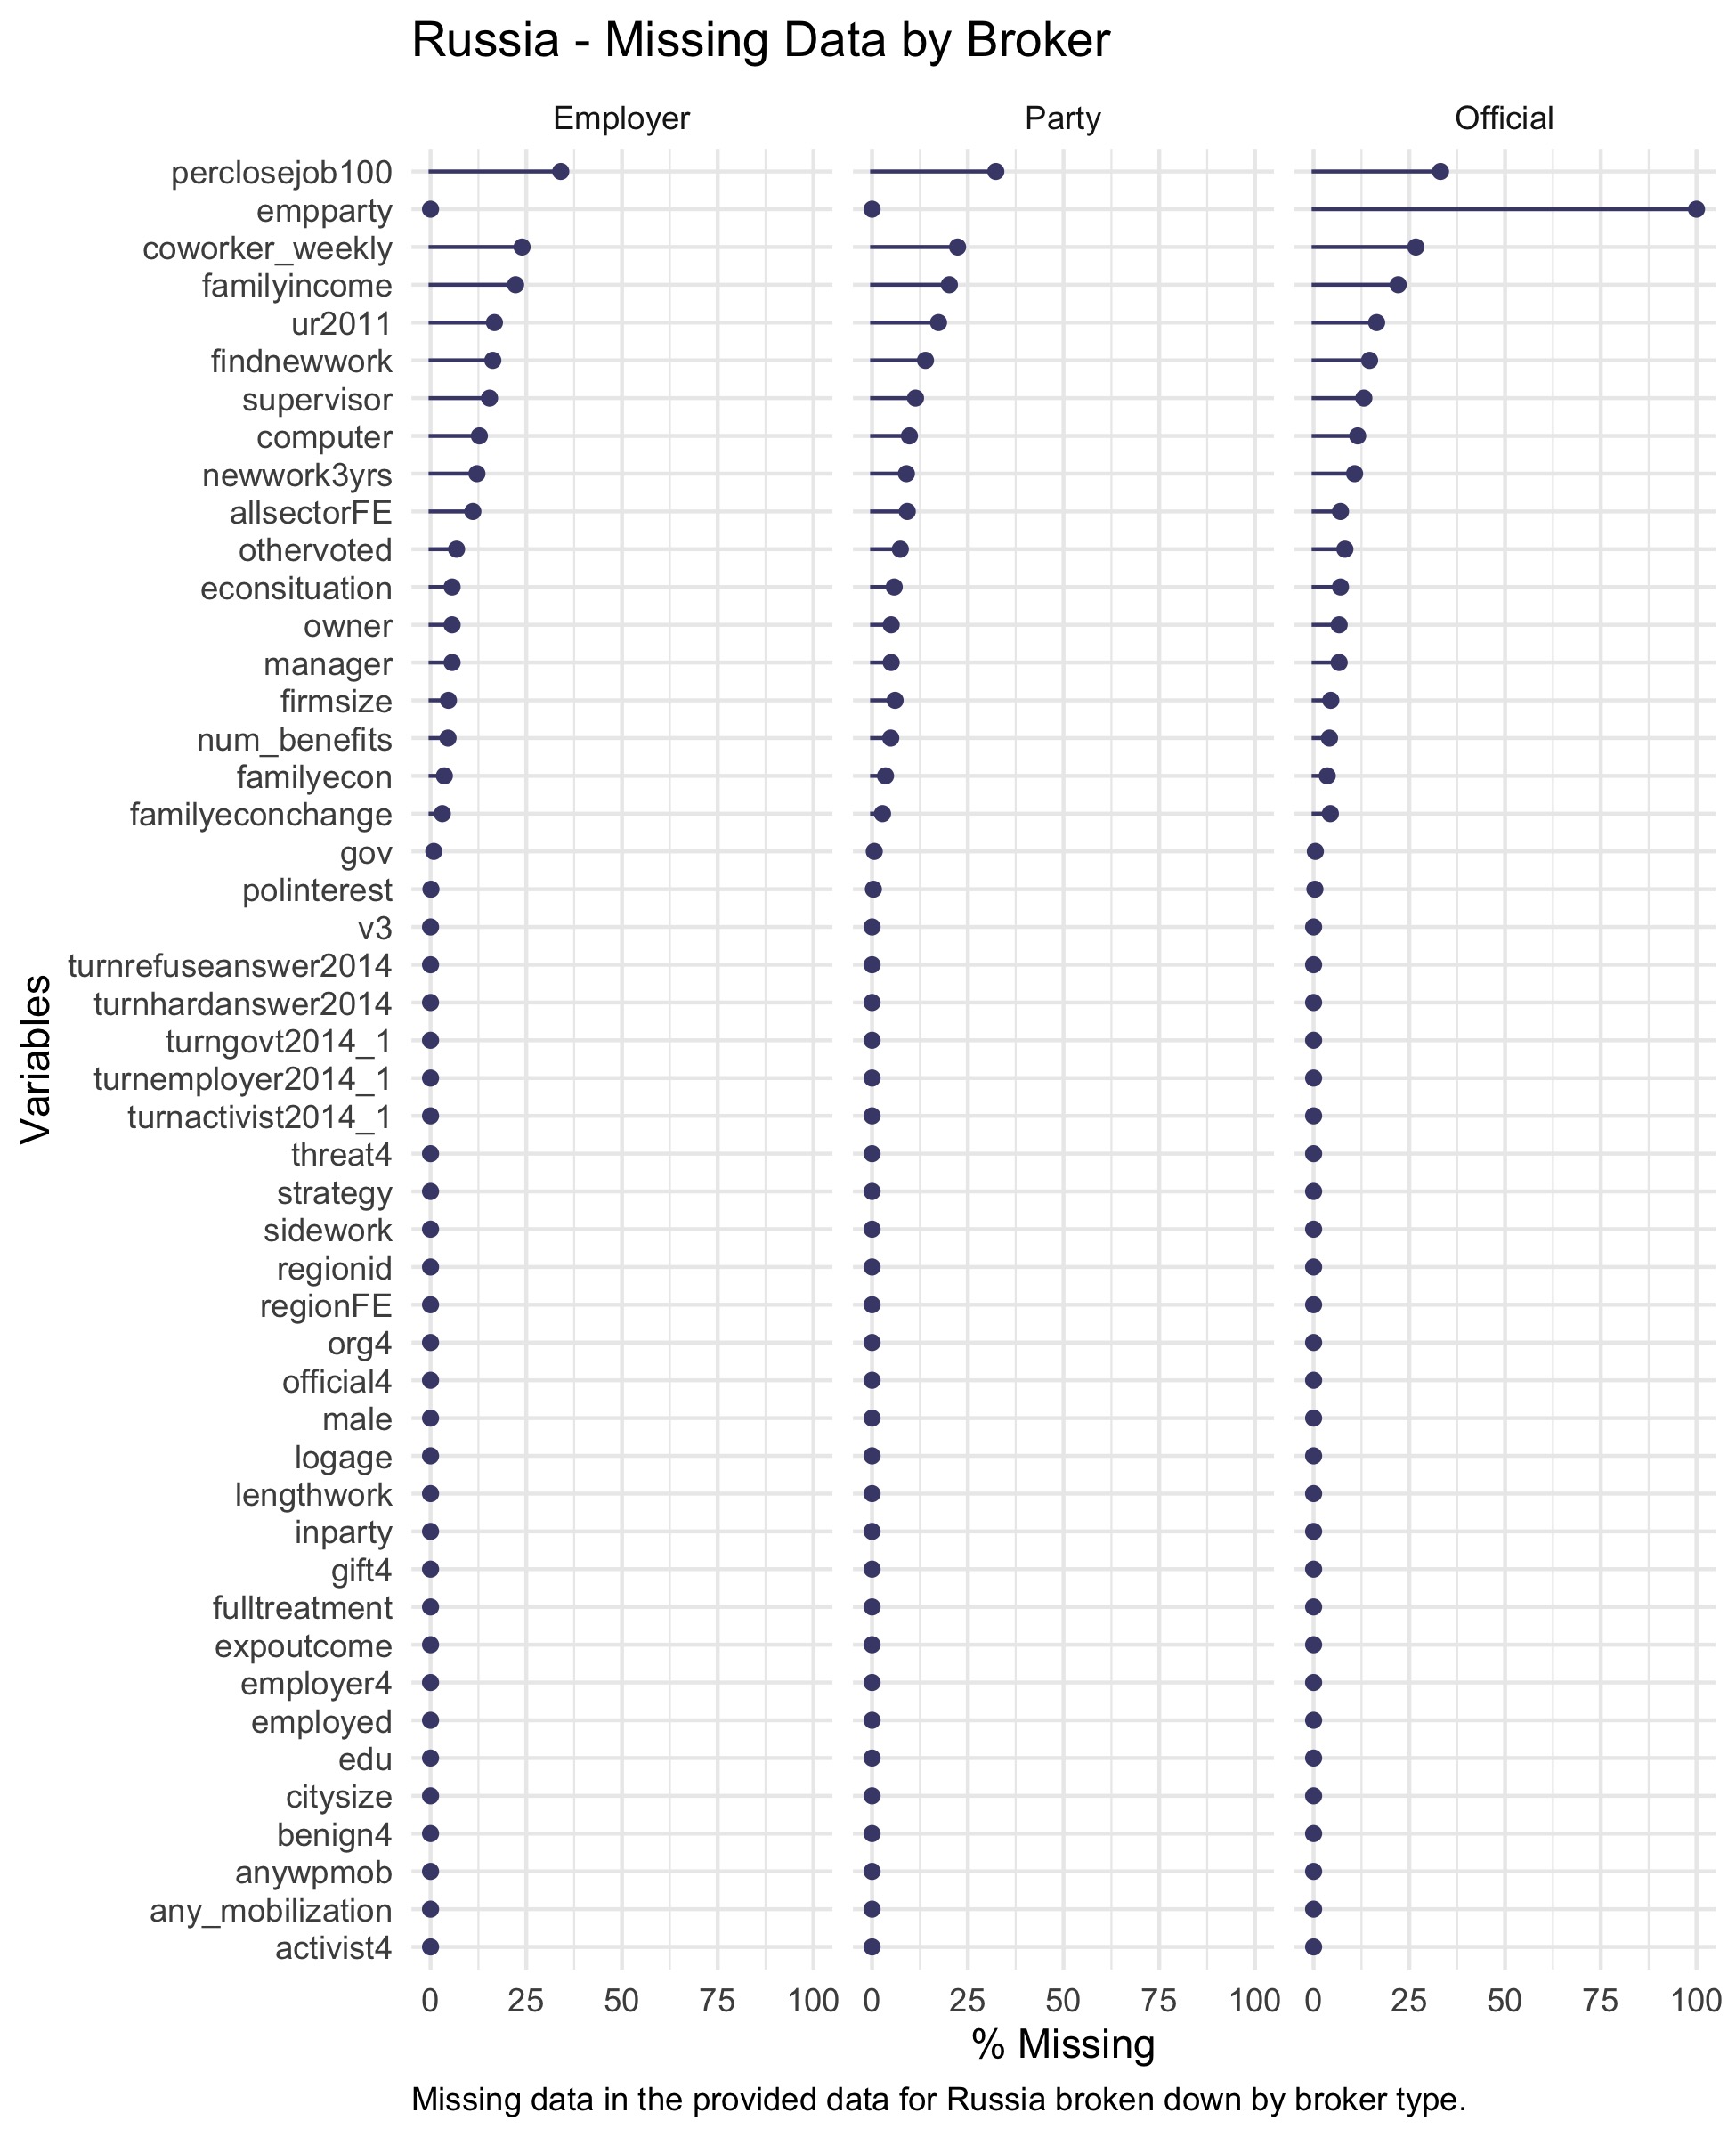 Russia - Missing Data by Broker
Employer Party Official
perclosejob100
empparty
coworker_weekly
familyincome
ur2011
findnewwork
supervisor
computer
newwork3yrs
allsectorFE
othervoted
econsituation
owner
manager
firmsize
num_benefits
familyecon
familyeconchange
gov
polinterest
v3
turnrefuseanswer2014
turnhardanswer2014
turngovt2014_1
turnemployer2014_1
turnactivist2014_1
threat4
strategy
sidework
regionid
regionFE
org4
official4
male
logage
lengthwork
inparty
gift4
fulltreatment
expoutcome
employer4
employed
edu
citysize
benign4
anywpmob
any_mobilization
activist4
Variables
0 25 50 75 100 0 25 50 75 100 0 25 50 75 100
% Missing
Missing data in the provided data for Russia broken down by broker type.